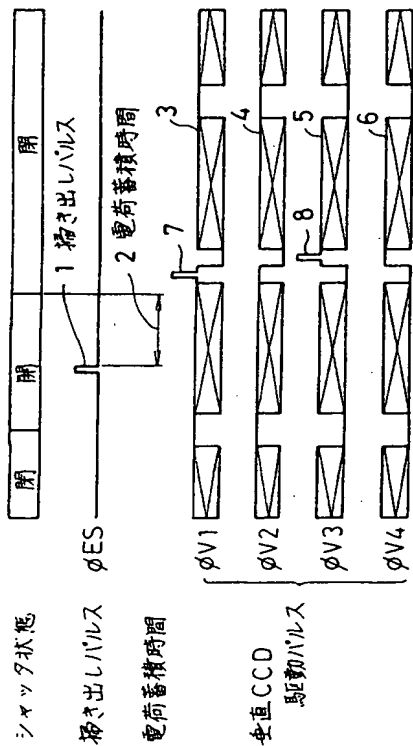 シャッタ状態 閉 開 閉
掃き出しパルス φES 1 掃き出しパルス
電荷蓄積時間 2 電荷蓄積時間
7
φV1 3
φV2 4
8
φV3 5
φV4 6
垂直CCD
駆動パルス